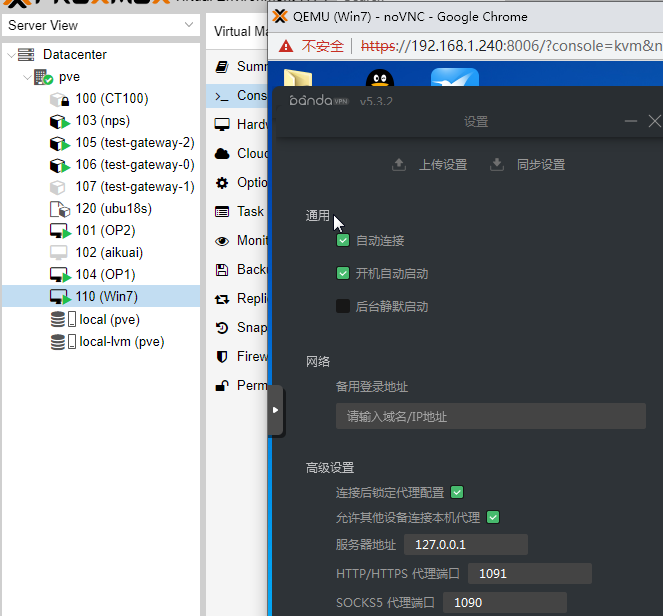 QEMU (Win7) - noVNC - Google Chrome
Server View
Virtual Ma
不安全
https://192.168.1.240:8006/?console=kvm&n
Datacenter
pve
100 (CT100)
103 (nps)
105 (test-gateway-2)
106 (test-gateway-0)
107 (test-gateway-1)
120 (ubu18s)
101 (OP2)
102 (aikuai)
104 (OP1)
110 (Win7)
local (pve)
local-lvm (pve)
Summ
>_ Cons
Hardw
Cloud
Optio
Task
Monit
Backu
Replic
Snap
Firew
Perm
panda VPN v5.3.2
设置
上传设置
同步设置
通用
自动连接
开机自动启动
后台静默启动
网络
备用登录地址
请输入域名/IP地址
高级设置
连接后锁定代理配置
允许其他设备连接本机代理
服务器地址 127.0.0.1
HTTP/HTTPS 代理端口 1091
SOCKS5 代理端口 1090